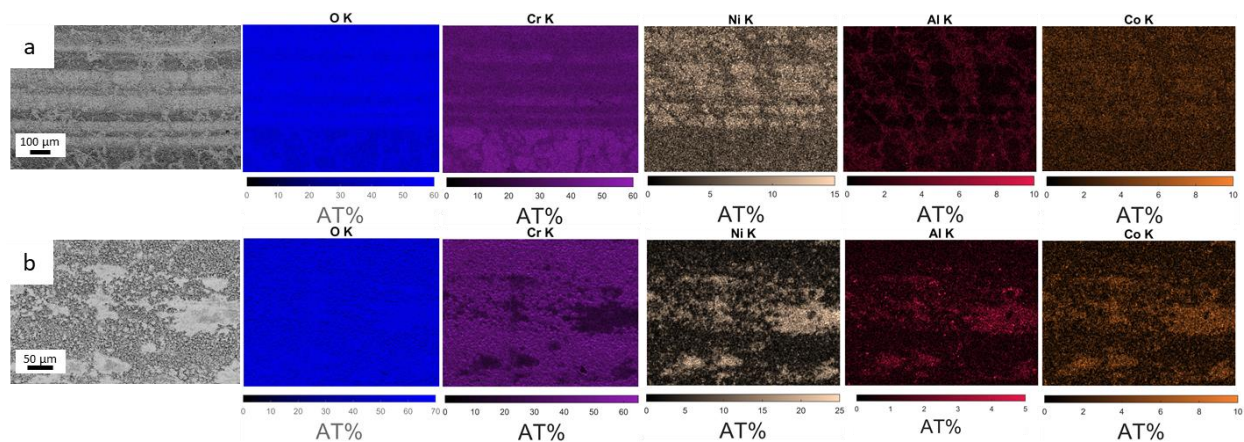 O K
Cr K
Ni K
Al K
Co K
a
100 µm
0 10 20 30 40 50 60
0 10 20 30 40 50 60
0 5 10 15
0 2 4 6 8 10
0 2 4 6 8 10
AT%
AT%
AT%
AT%
AT%
O K
Cr K
Ni K
Al K
Co K
b
50 µm
0 10 20 30 40 50 60 70
0 10 20 30 40 50 60
0 5 10 15 20 25
0 1 2 3 4 5
0 2 4 6 8 10
AT%
AT%
AT%
AT%
AT%